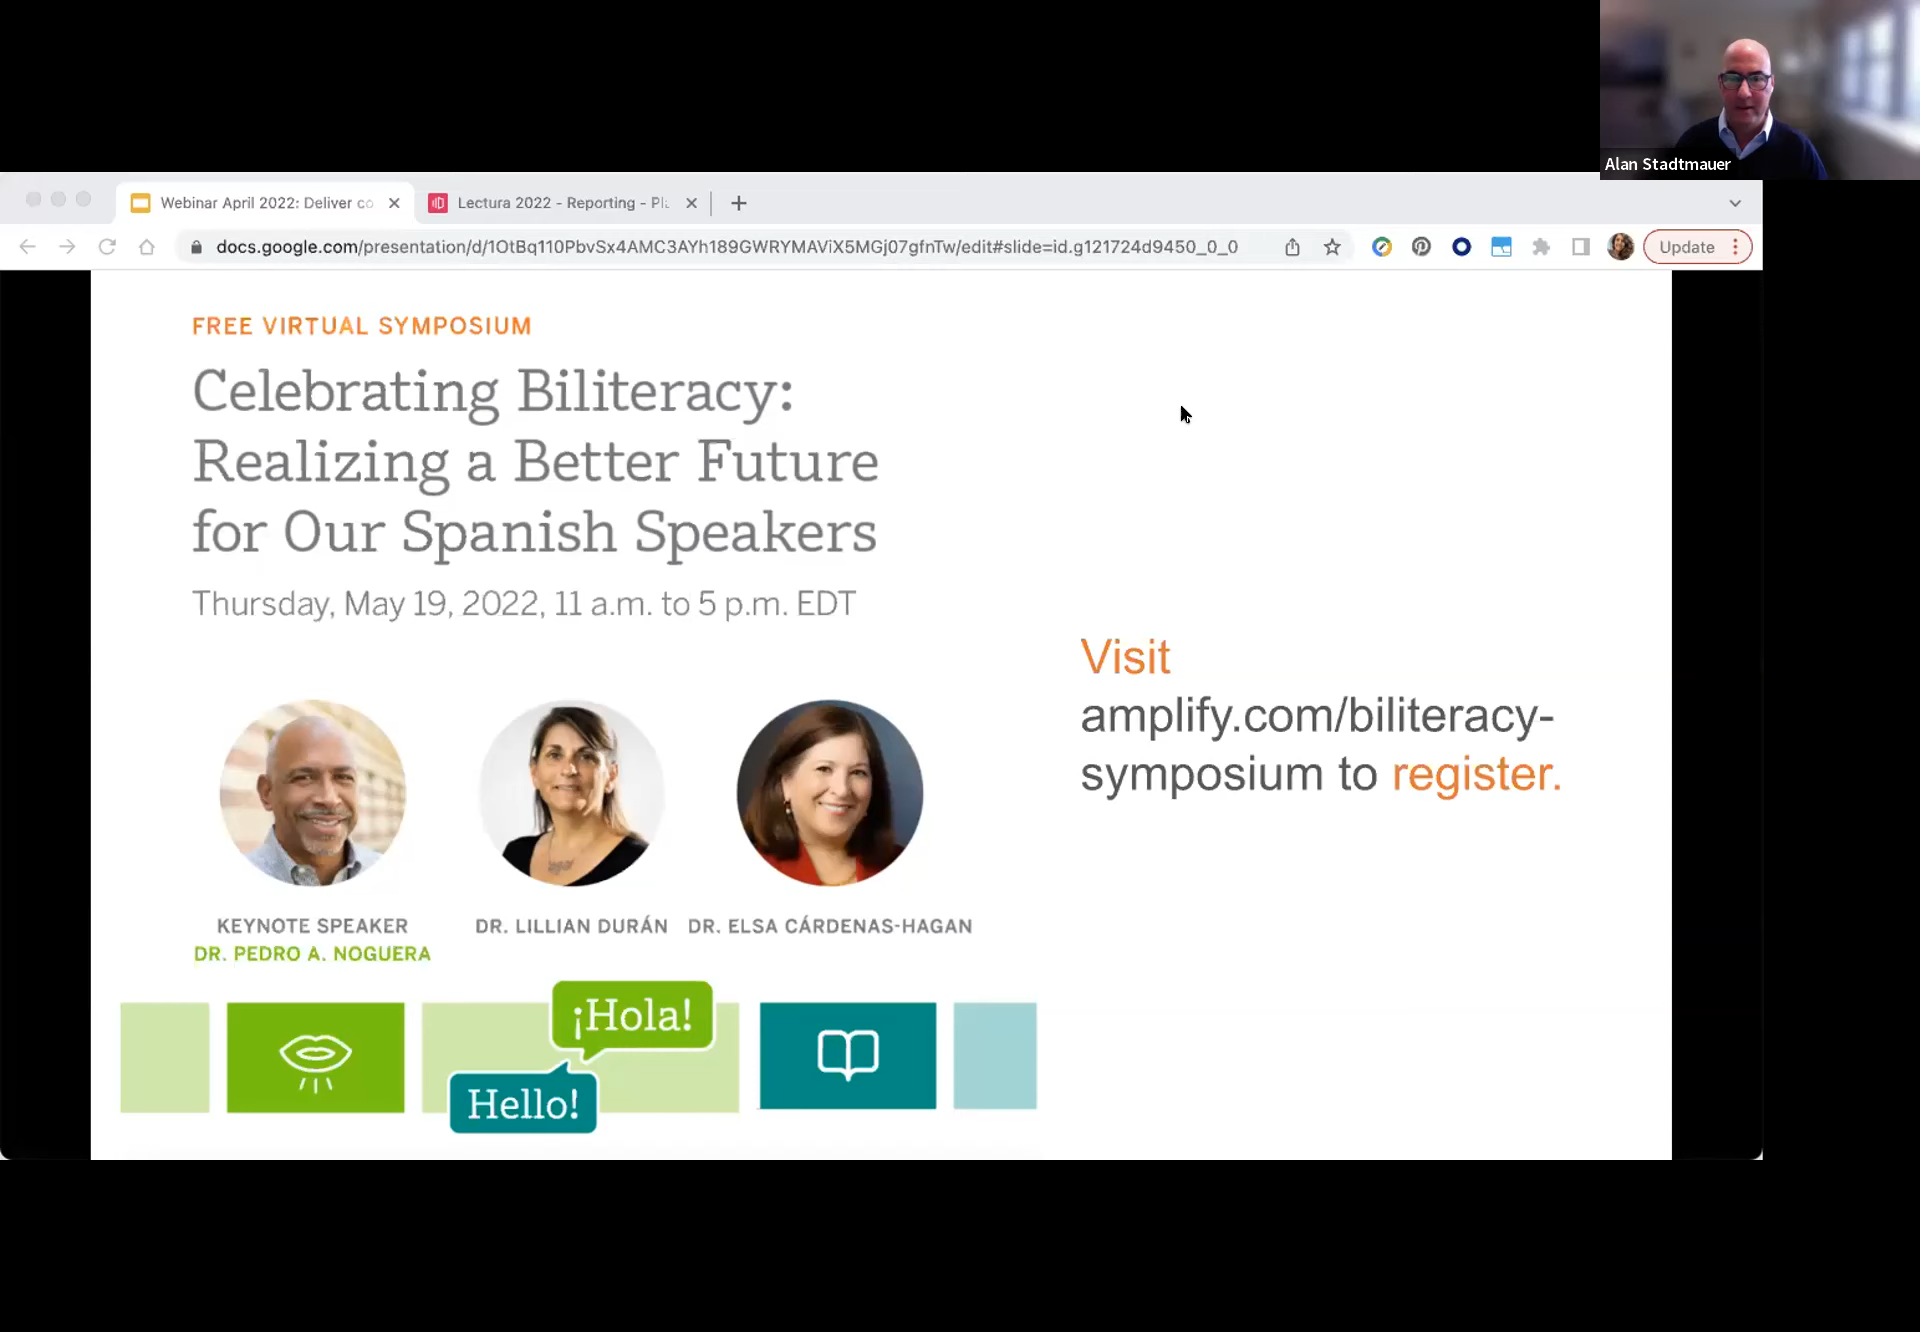 Alan Stadtmauer
Webinar April 2022: Deliver co
Lectura 2022 - Reporting - Pl
docs.google.com/presentation/d/1OtBq110PbvSx4AMC3AYh189GWRYMAViX5MGj07gfnTw/edit#slide=id.g121724d9450_0_0
Update
FREE VIRTUAL SYMPOSIUM
Celebrating Biliteracy:
Realizing a Better Future
for Our Spanish Speakers
Thursday, May 19, 2022, 11 a.m. to 5 p.m. EDT
Visit
amplify.com/biliteracy-
symposium to register.
KEYNOTE SPEAKER
DR. PEDRO A. NOGUERA
DR. LILLIAN DURÁN
DR. ELSA CÁRDENAS-HAGAN
¡Hola!
Hello!